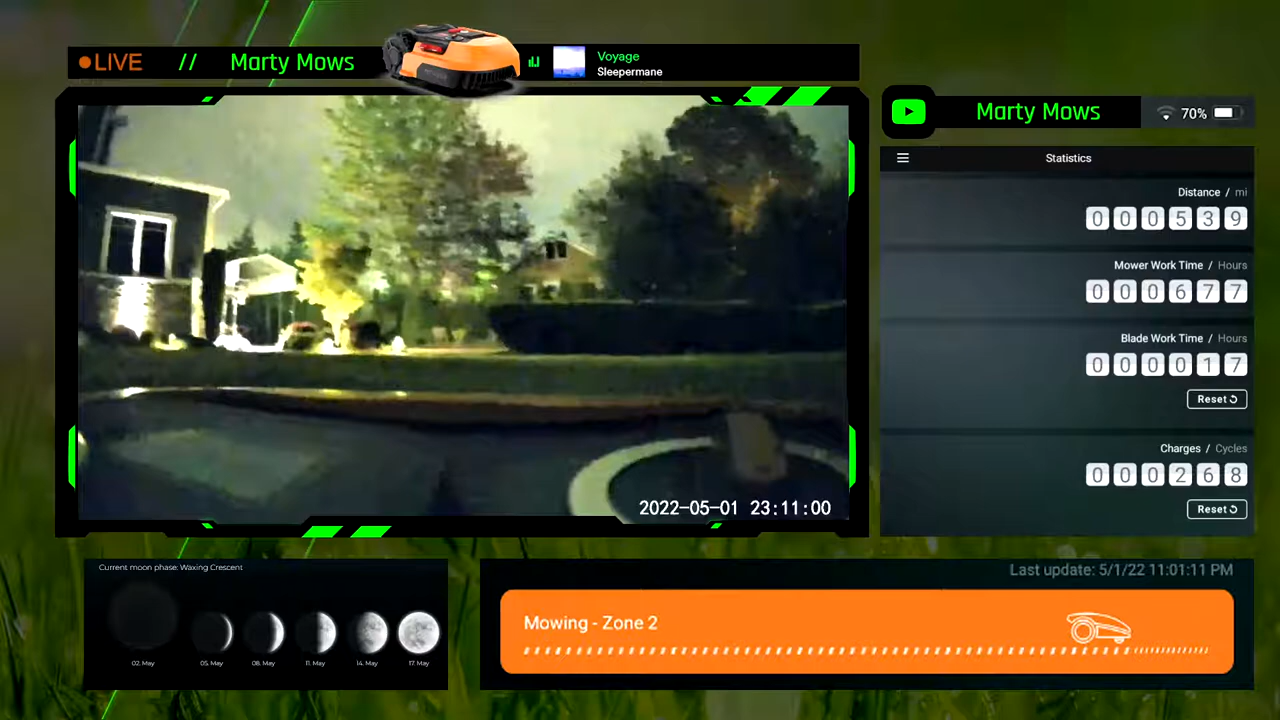 LIVE // Marty Mows
Voyage
Sleepermane
Marty Mows
70%
Statistics
Distance / mi
000539
Mower Work Time / Hours
000677
Blade Work Time / Hours
000017
Reset
Charges / Cycles
000268
Reset
2022-05-01 23:11:00
Current moon phase: Waxing Crescent
02. May 05. May 08. May 11. May 14. May 17. May
Last update: 5/1/22 11:01:11 PM
Mowing - Zone 2